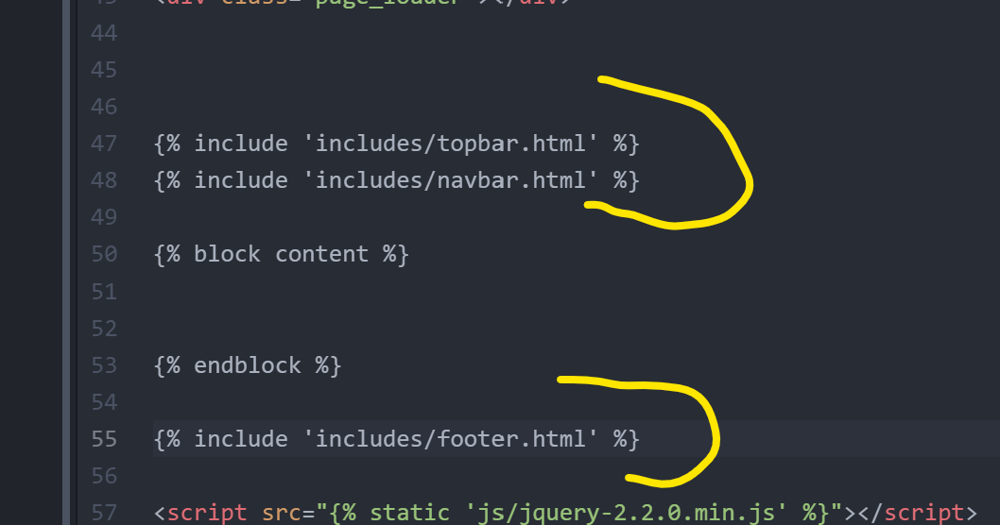 43 <div class="page_loader"></div>
44
45
46
47 {% include 'includes/topbar.html' %}
48 {% include 'includes/navbar.html' %}
49
50 {% block content %}
51
52
53 {% endblock %}
54
55 {% include 'includes/footer.html' %}
56
57 <script src="{% static 'js/jquery-2.2.0.min.js' %}"></script>